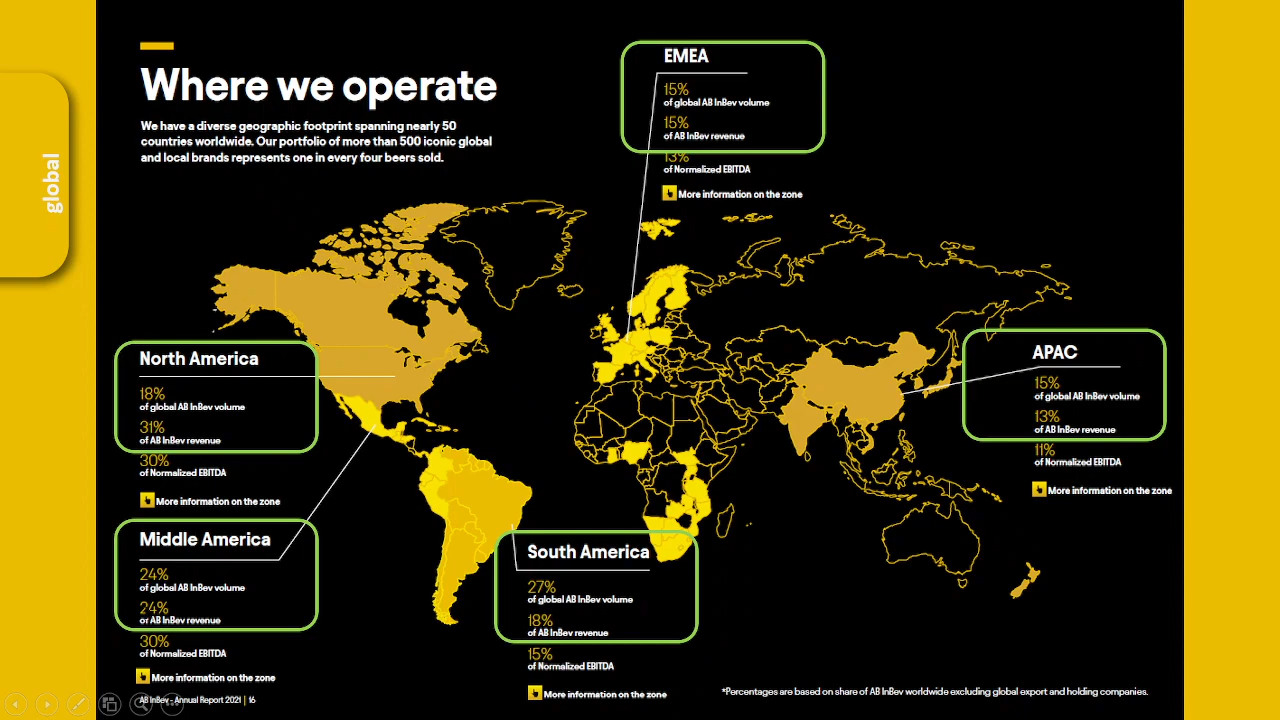 global
Where we operate
We have a diverse geographic footprint spanning nearly 50
countries worldwide. Our portfolio of more than 500 iconic global
and local brands represents one in every four beers sold.
EMEA
15%
of global AB InBev volume
15%
of AB InBev revenue
13%
of Normalized EBITDA
More information on the zone
North America
18%
of global AB InBev volume
31%
of AB InBev revenue
30%
of Normalized EBITDA
More information on the zone
APAC
15%
of global AB InBev volume
13%
of AB InBev revenue
11%
of Normalized EBITDA
More information on the zone
Middle America
24%
of global AB InBev volume
24%
of AB InBev revenue
30%
of Normalized EBITDA
More information on the zone
South America
27%
of global AB InBev volume
18%
of AB InBev revenue
15%
of Normalized EBITDA
More information on the zone
*Percentages are based on share of AB InBev worldwide excluding global export and holding companies.
AB InBev - Annual Report 2021 | 16